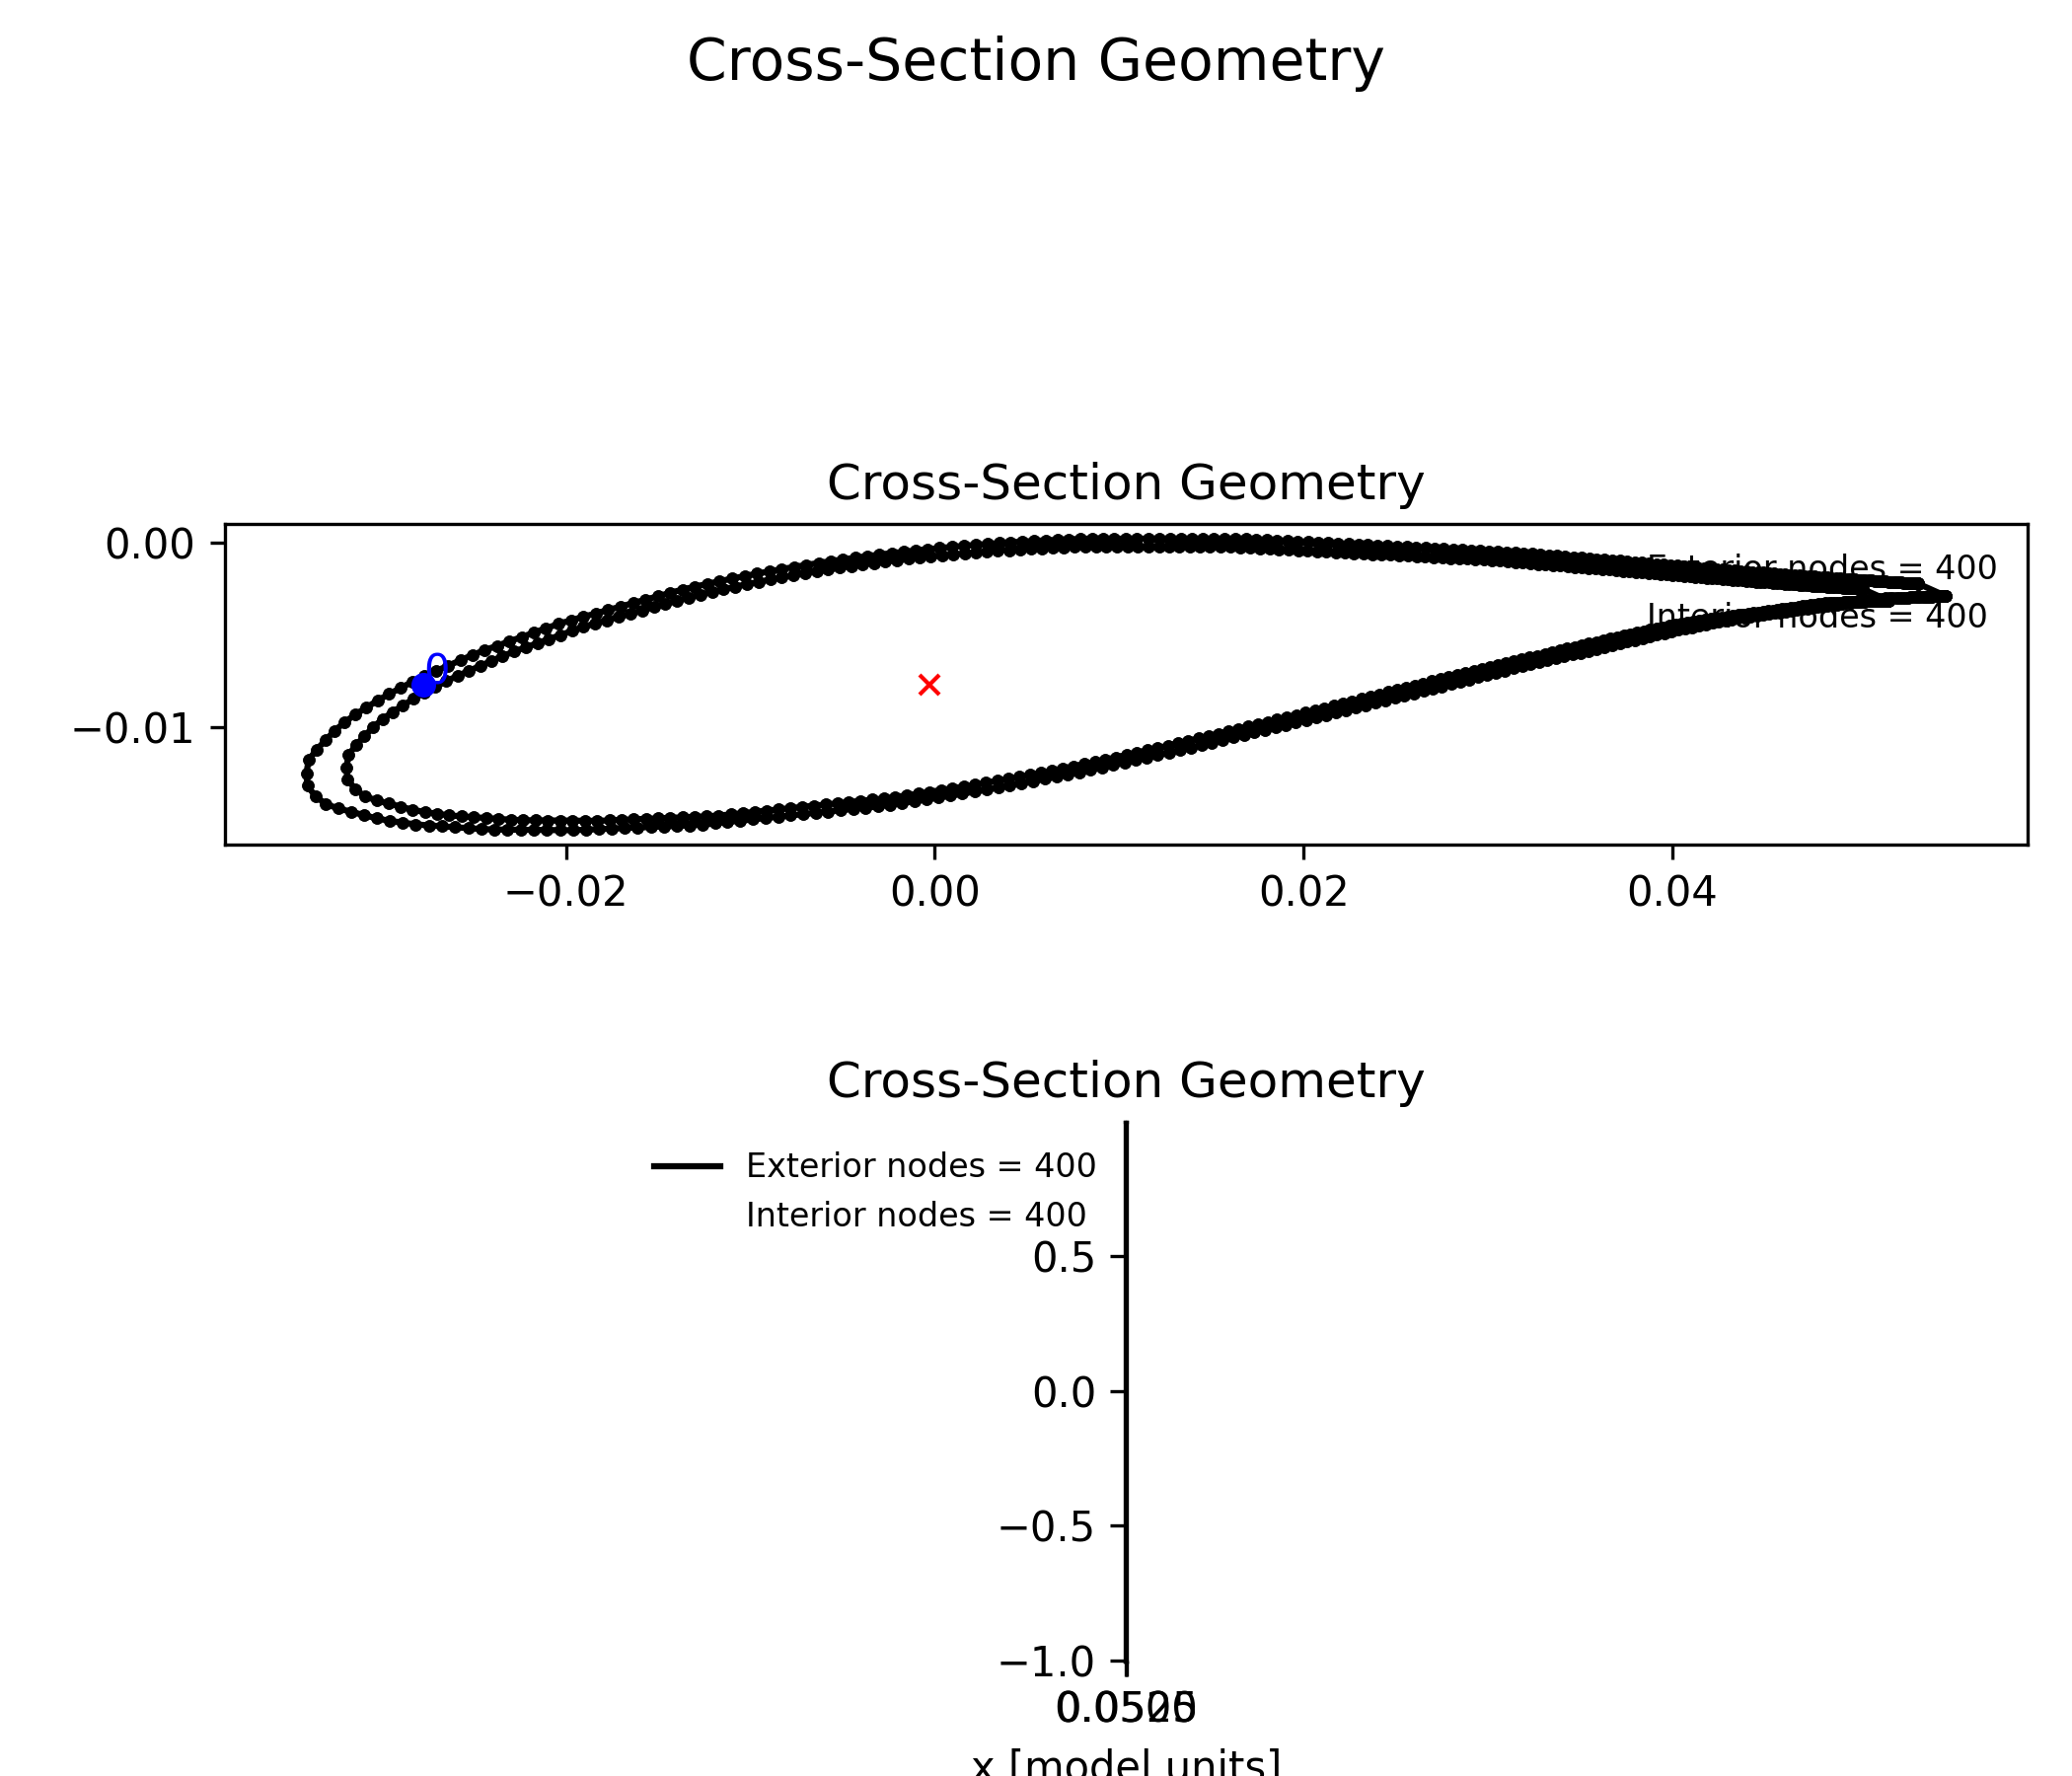 Cross-Section Geometry
Cross-Section Geometry
0.00
Exterior nodes = 400
Interior nodes = 400
0
−0.01
−0.02 0.00 0.02 0.04
Cross-Section Geometry
Exterior nodes = 400
Interior nodes = 400
0.5
0.0
−0.5
−1.0
x [model units]